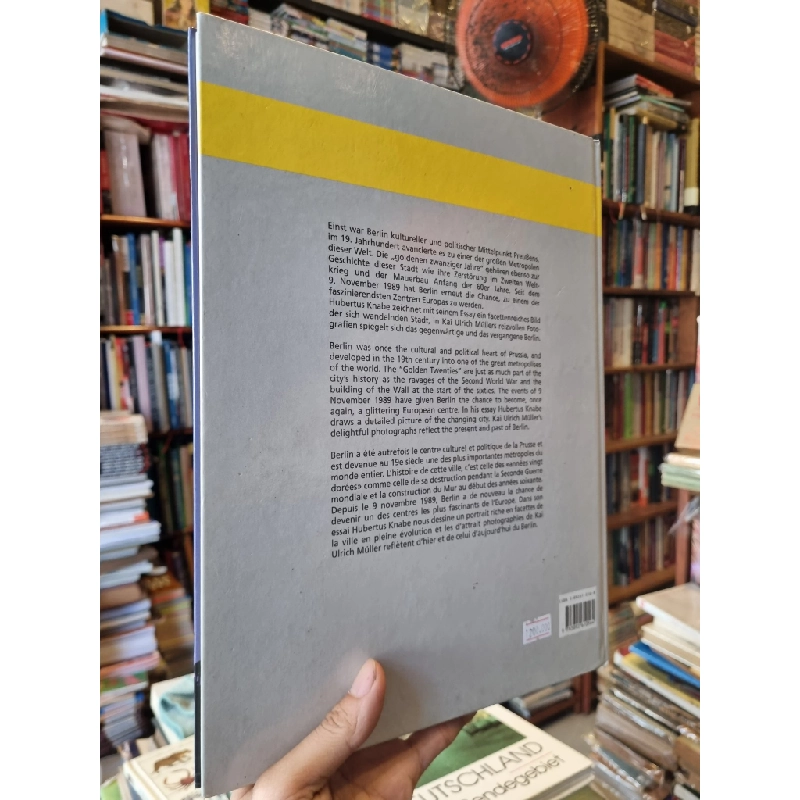 Einst war Berlin kultureller und politischer Mittelpunkt Preußens,
im 19. Jahrhundert avancierte es zu einer der großen Metropolen
dieser Welt. Die „goldenen zwanziger Jahre“ gehören ebenso zur
Geschichte dieser Stadt wie ihre Zerstörung im Zweiten Welt-
krieg und der Mauerbau Anfang der 60er Jahre. Seit dem
9. November 1989 hat Berlin erneut die Chance, zu einem der
faszinierendsten Zentren Europas zu werden.
Hubertus Knabe zeichnet mit seinem Essay ein facettenreiches Bild
der sich wandelnden Stadt, in Kai Ulrich Müllers reizvollen Foto-
grafien spiegelt sich das gegenwärtige und das vergangene Berlin.
Berlin was once the cultural and political heart of Prussia, and
developed in the 19th century into one of the great metropolises
of the world. The "Golden Twenties" are just as much part of the
city's history as the ravages of the Second World War and the
building of the Wall at the start of the sixties. The events of 9
November 1989 have given Berlin the chance to become, once
again, a glittering European centre. In his essay Hubertus Knabe
draws a detailed picture of the changing city. Kai Ulrich Müller's
delightful photographs reflect the present and past of Berlin.
Berlin a été autrefois le centre culturel et politique de la Prusse et
est devenue au 19e siècle une des plus importantes métropoles du
monde entier. L'histoire de cette ville, c'est celle des «années vingt
dorées» comme celle de se destruction pendant la Seconde Guerre
mondiale et la construction du Mur au début des années soixante.
Depuis le 9 novembre 1989, Berlin a de nouveau la chance de
devenir un des centres les plus fascinants de l'Europe. Dans son
essai Hubertus Knabe nous dessine un portrait riche en facettes de
la ville en pleine évolution et les d'attrait photographies de Kai
Ulrich Müller reflètent d'hier et de celui d'aujourd'hui du Berlin.
UTSCHLAND
endegebiet